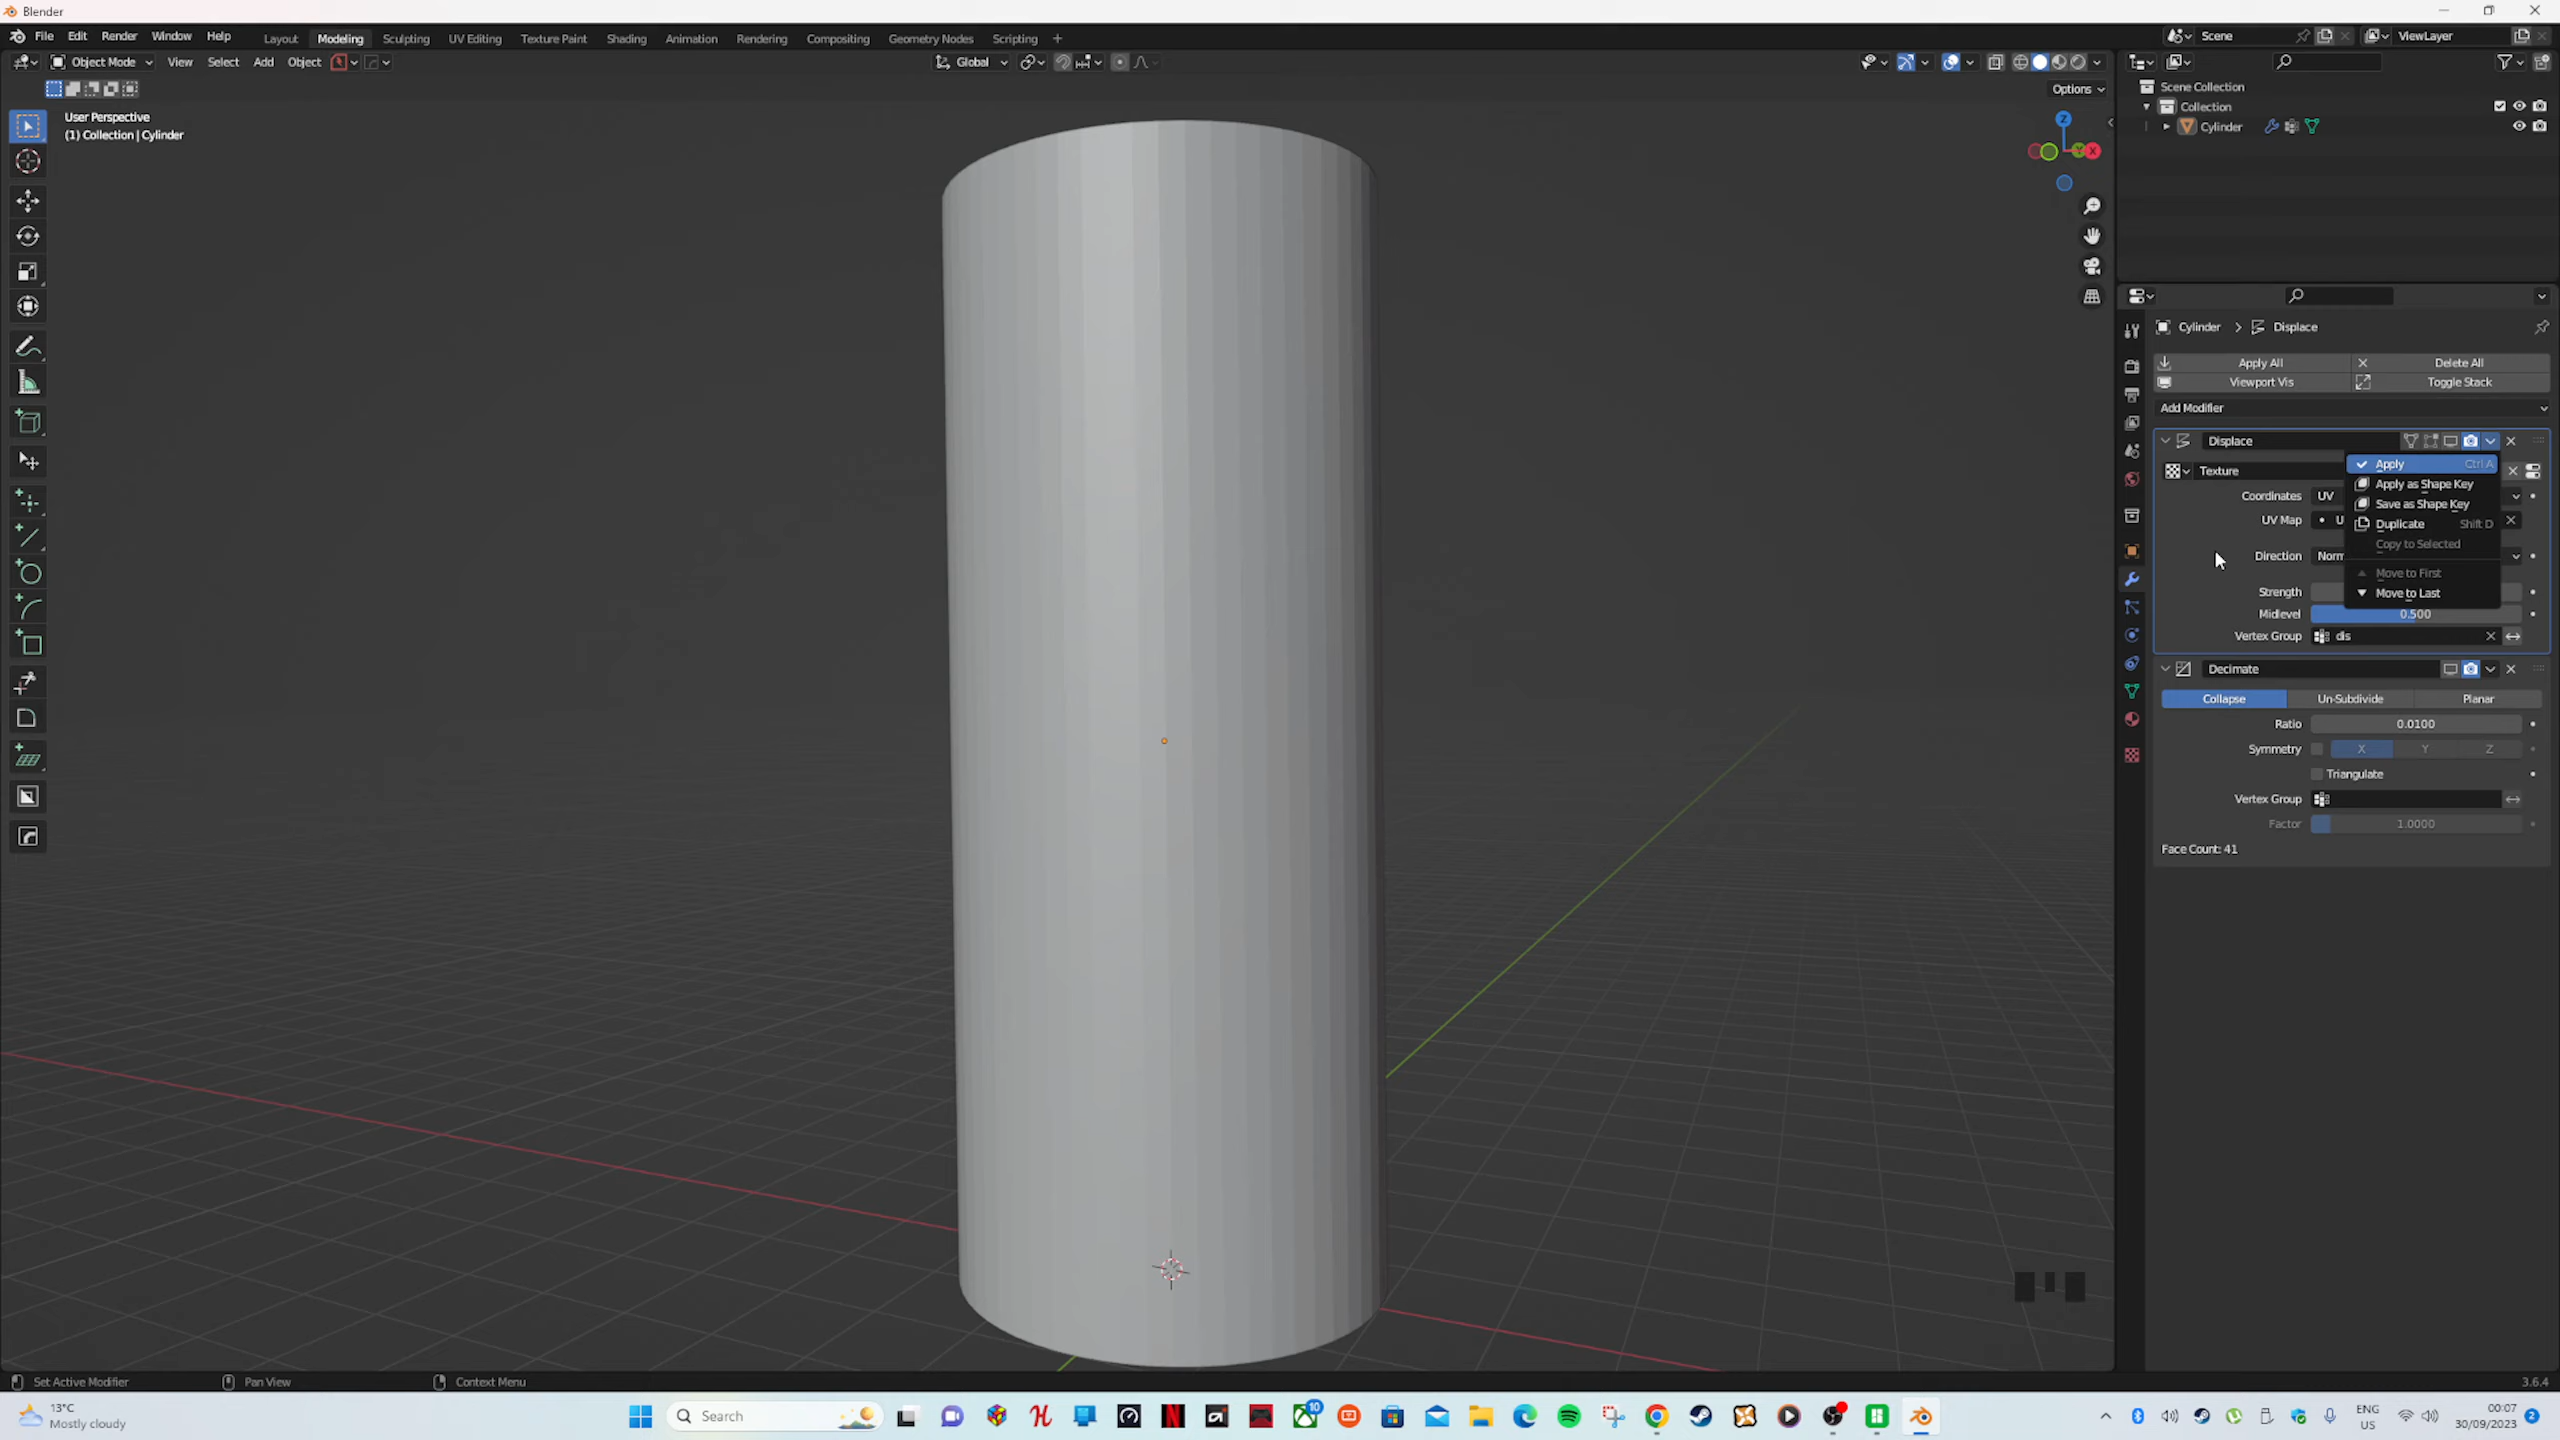 Blender
File Edit Render Window Help
Layout Modeling Sculpting UV Editing Texture Paint Shading Animation Rendering Compositing Geometry Nodes Scripting +
Scene
ViewLayer
Object Mode View Select Add Object
Global
Options
User Perspective
(1) Collection | Cylinder
Z
Y
X
Scene Collection
Collection
Cylinder
Cylinder > Displace
Apply All
Delete All
Viewport Vis
Toggle Stack
Add Modifier
Displace
Texture
Coordinates UV
UV Map
Direction Norm
Strength
Midlevel 0.500
Vertex Group dis
Apply Ctrl A
Apply as Shape Key
Save as Shape Key
Duplicate Shift D
Copy to Selected
Move to First
Move to Last
Decimate
Collapse Un-Subdivide Planar
Ratio 0.0100
Symmetry X Y Z
Triangulate
Vertex Group
Factor 1.0000
Face Count: 41
Set Active Modifier
Pan View
Context Menu
3.6.4
13°C
Mostly cloudy
Search
10
ENG
US
00:07
30/09/2023
2